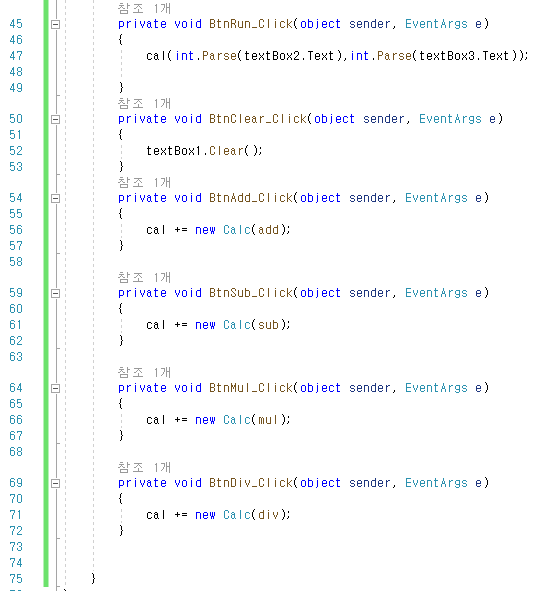 참조 1개
45 private void BtnRun_Click(object sender, EventArgs e)
46 {
47 cal(int.Parse(textBox2.Text),int.Parse(textBox3.Text));
48
49 }
참조 1개
50 private void BtnClear_Click(object sender, EventArgs e)
51 {
52 textBox1.Clear();
53 }
참조 1개
54 private void BtnAdd_Click(object sender, EventArgs e)
55 {
56 cal += new Calc(add);
57 }
58
참조 1개
59 private void BtnSub_Click(object sender, EventArgs e)
60 {
61 cal += new Calc(sub);
62 }
63
참조 1개
64 private void BtnMul_Click(object sender, EventArgs e)
65 {
66 cal += new Calc(mul);
67 }
68
참조 1개
69 private void BtnDiv_Click(object sender, EventArgs e)
70 {
71 cal += new Calc(div);
72 }
73
74
75 }